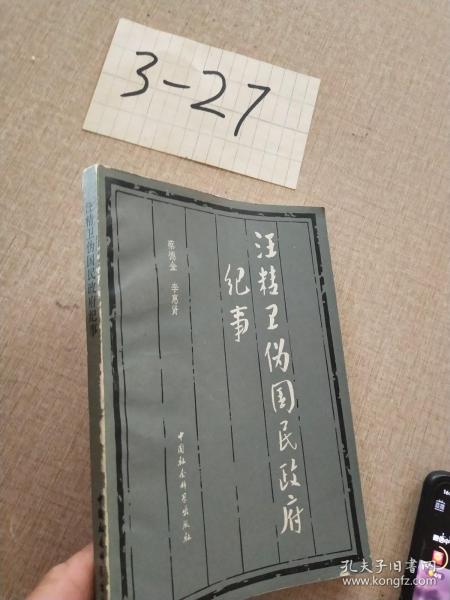 3-27
汪精卫伪国民政府
纪事
蔡德金 李惠贤
中国社会科学出版社
汪精卫伪国民政府纪事
孔夫子旧书网
www.kongfz.com